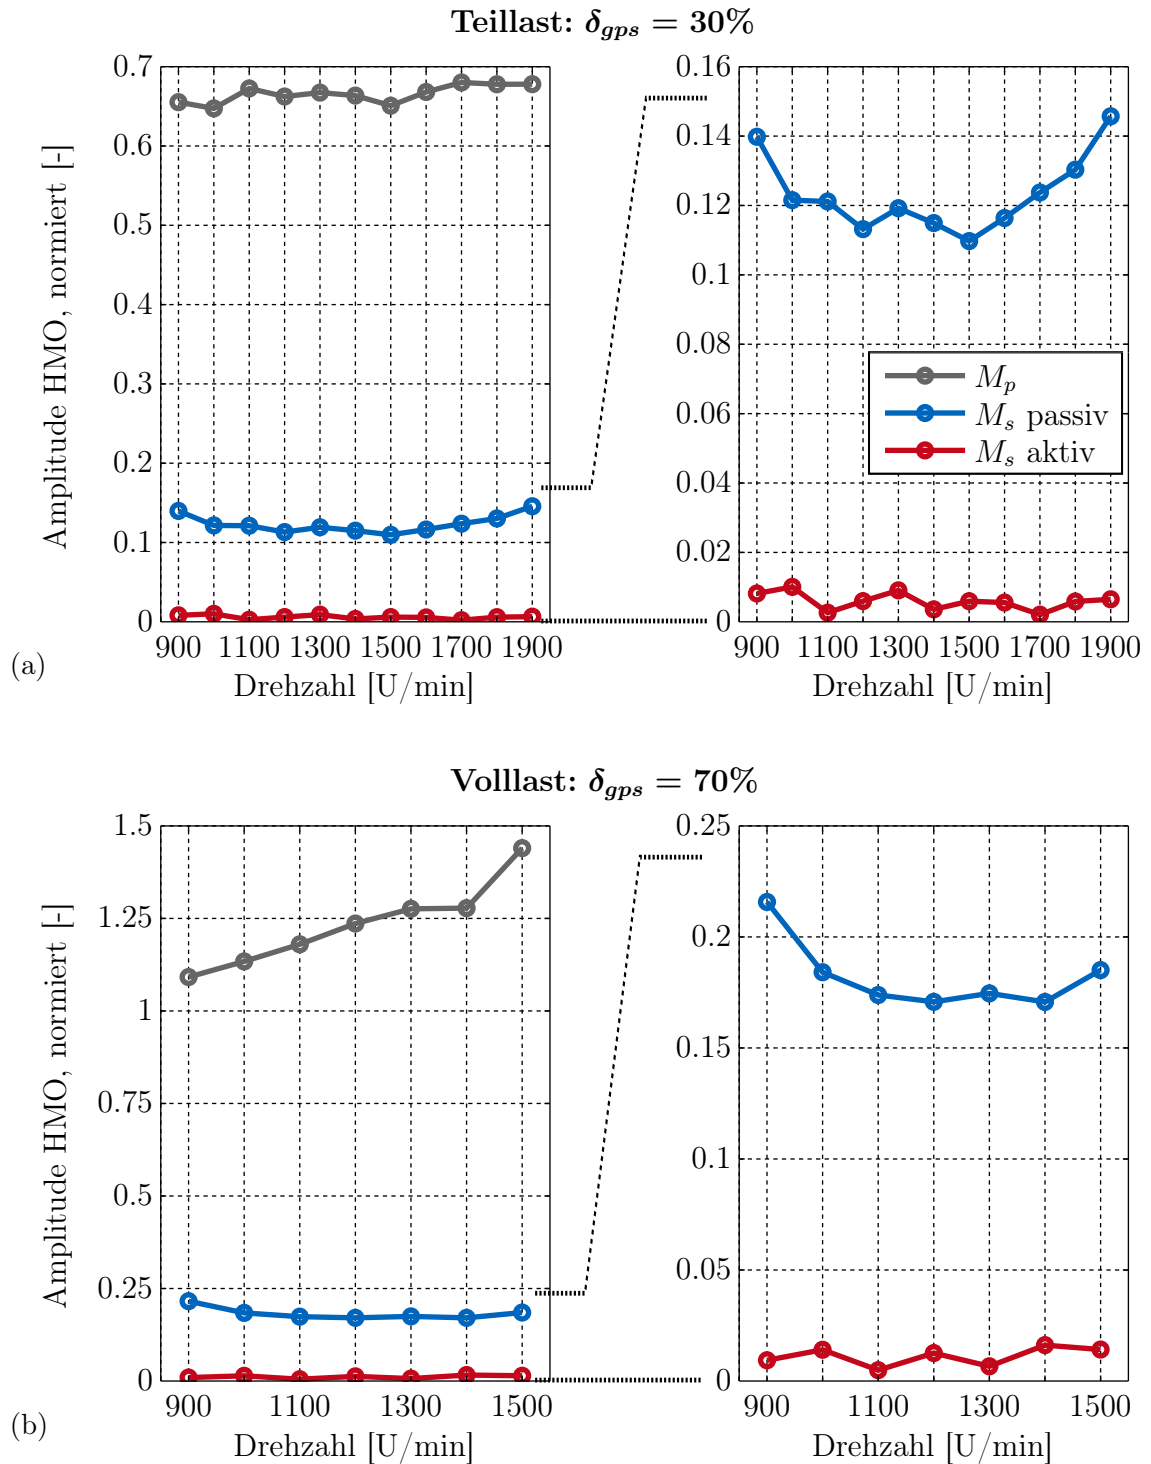 Teillast: δgps = 30%
Amplitude HMO, normiert [-]
0.7
0.6
0.5
0.4
0.3
0.2
0.1
0
900 1100 1300 1500 1700 1900
Drehzahl [U/min]
0.16
0.14
0.12
0.1
0.08
0.06
0.04
0.02
0
Mp
Ms passiv
Ms aktiv
900 1100 1300 1500 1700 1900
Drehzahl [U/min]
(a)
Volllast: δgps = 70%
Amplitude HMO, normiert [-]
1.5
1.25
1
0.75
0.5
0.25
0
900 1100 1300 1500
Drehzahl [U/min]
0.25
0.2
0.15
0.1
0.05
0
900 1100 1300 1500
Drehzahl [U/min]
(b)